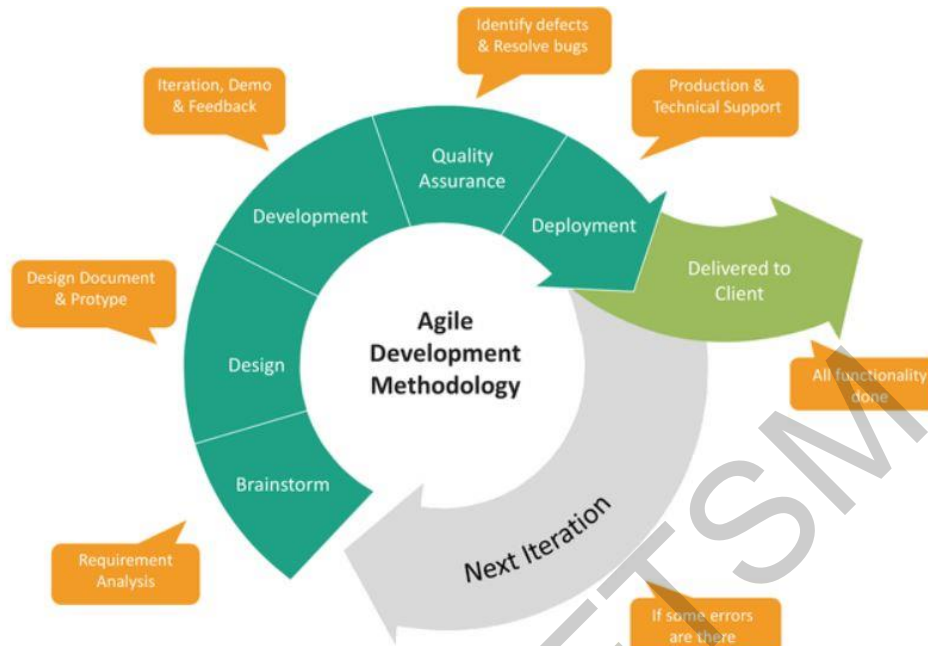 Identify defects
& Resolve bugs
Iteration, Demo
& Feedback
Production &
Technical Support
Quality
Assurance
Development
Deployment
Design Document
& Protype
Delivered to
Client
Agile
Development
Methodology
Design
All functionality
done
Brainstorm
Next Iteration
Requirement
Analysis
If some errors
are there
FTSM